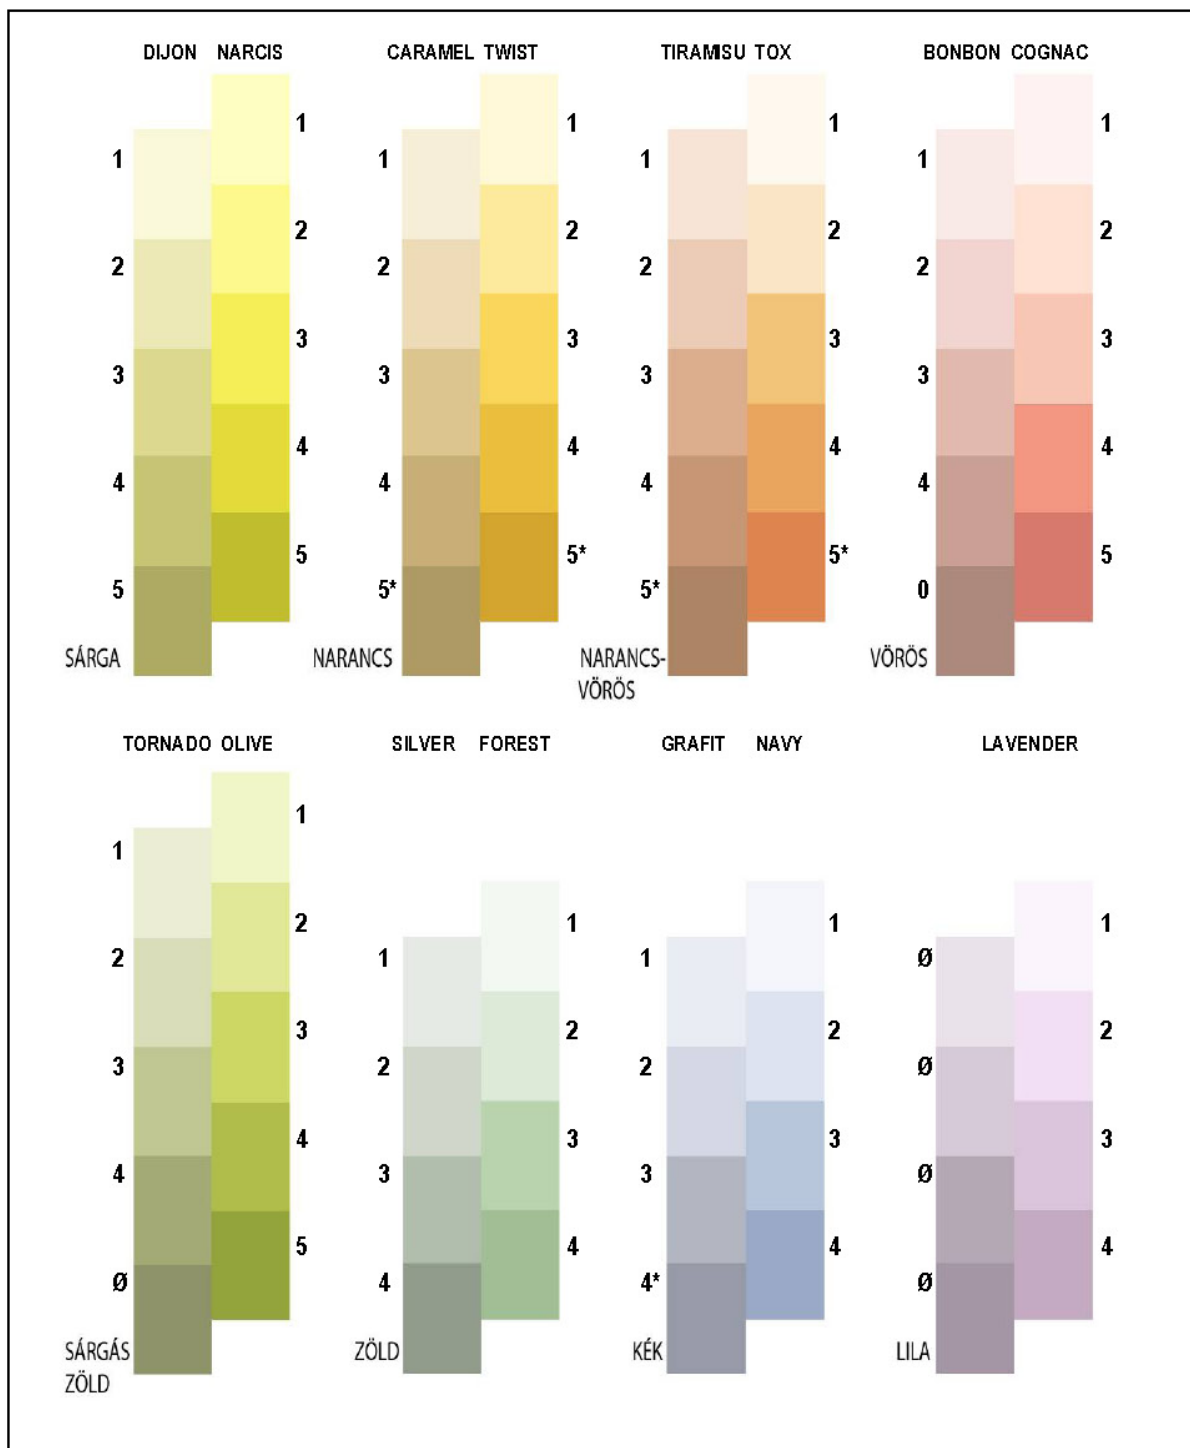 DIJON NARCIS CARAMEL TWIST TIRAMISU TOX BONBON COGNAC
1 1 1 1
1 1 1 1
2 2 2 2
2 2 2 2
3 3 3 3
3 3 3 3
4 4 4 4
4 4 4 4
5 5* 5* 5
5 5* 5* 0
SÁRGA NARANCS NARANCS- VÖRÖS
VÖRÖS
TORNADO OLIVE SILVER FOREST GRAFIT NAVY LAVENDER
1
1
2 1 1 1
2 1 1 Ø
3 2 2 2
3 2 2 Ø
4 3 3 3
4 3 3 Ø
5 4 4 4
Ø 4 4* Ø
SÁRGÁS ZÖLD KÉK LILA
ZÖLD